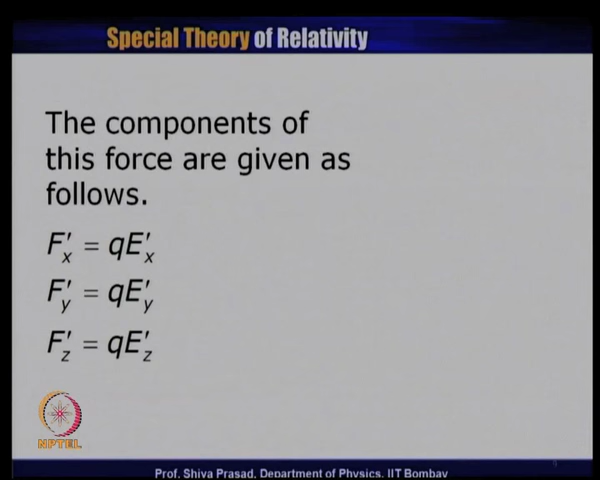 Special Theory of Relativity
The components of
this force are given as
follows.
F′x = qE′x
F′y = qE′y
F′z = qE′z
NPTEL
Prof. Shiva Prasad, Department of Physics, IIT Bombay